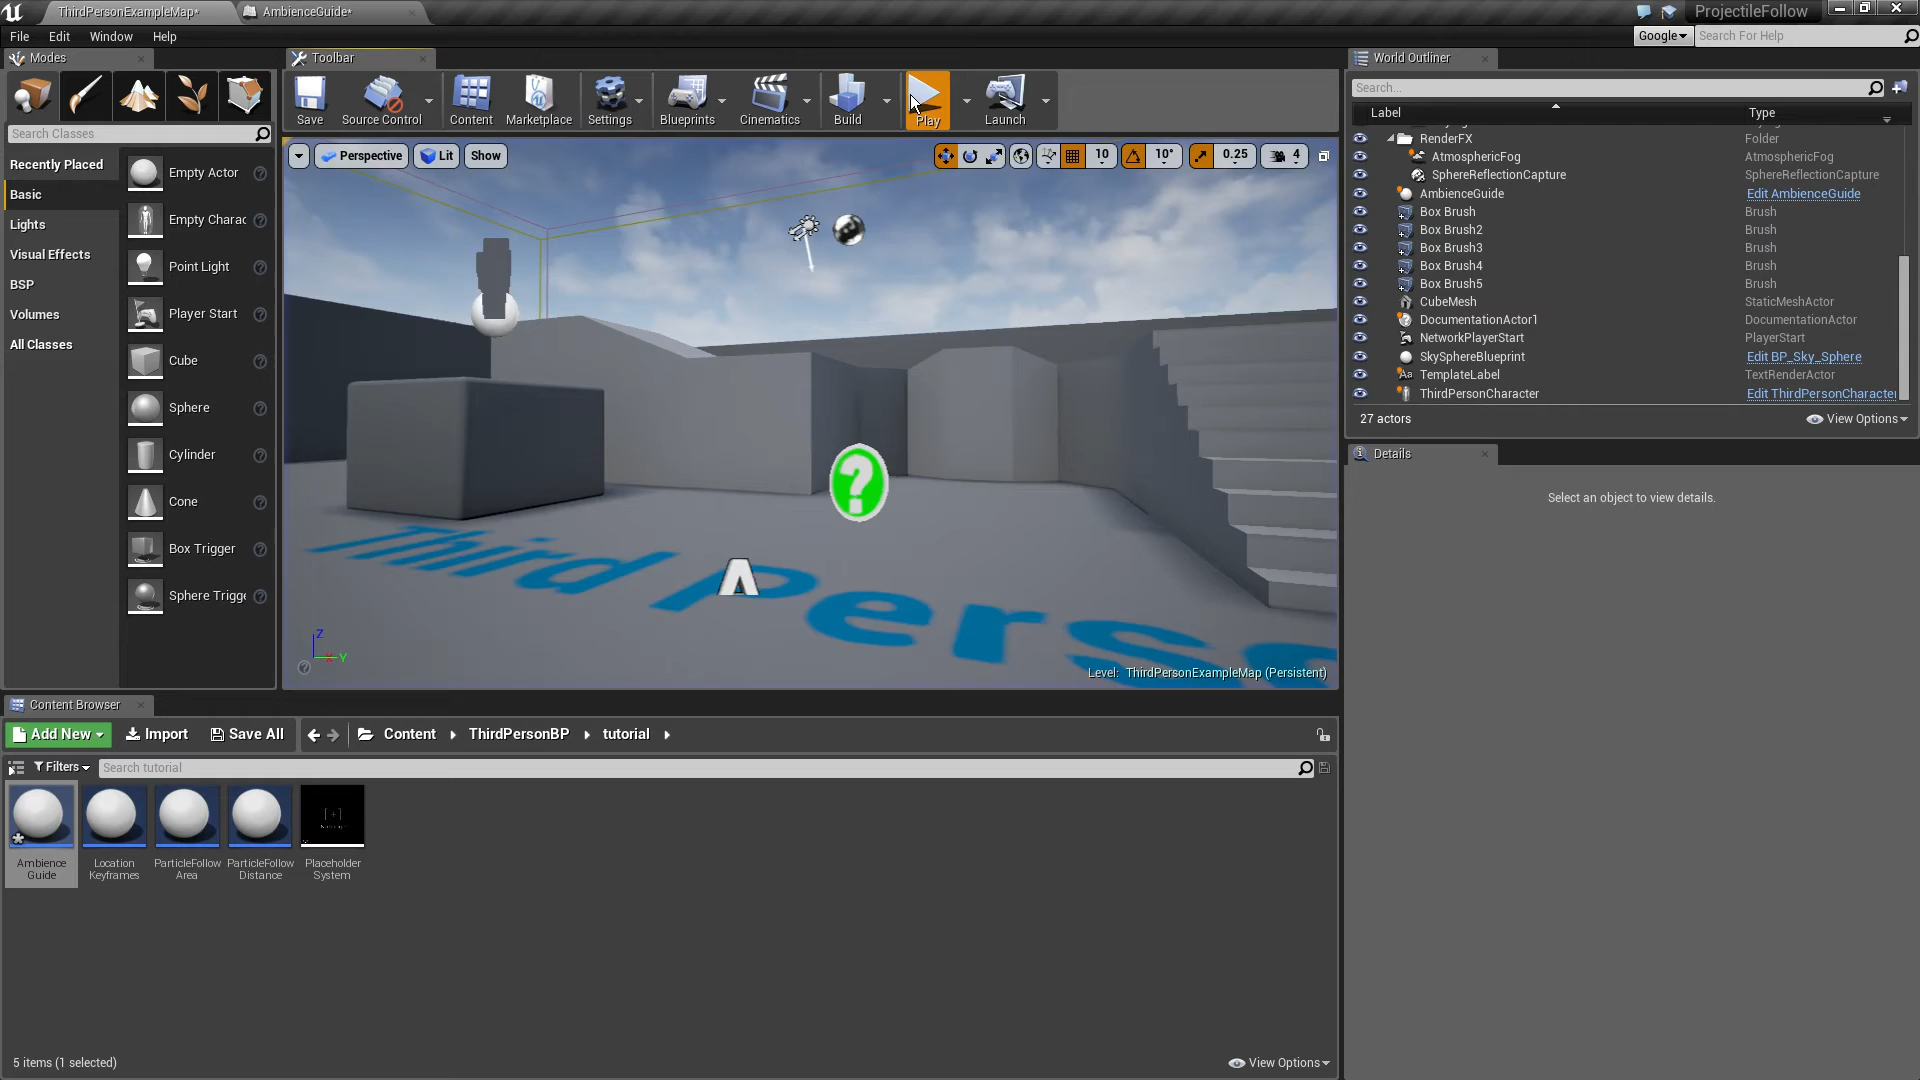 ThirdPersonExampleMap*
AmbienceGuide*
ProjectileFollow
File
Edit
Window
Help
Google
Search For Help
Modes
Toolbar
World Outliner
Save
Source Control
Content
Marketplace
Settings
Blueprints
Cinematics
Build
Play
Launch
Search Classes
Recently Placed
Basic
Lights
Visual Effects
BSP
Volumes
All Classes
Empty Actor
Empty Charac
Point Light
Player Start
Cube
Sphere
Cylinder
Cone
Box Trigger
Sphere Trigge
Perspective
Lit
Show
10
10°
0.25
4
Third Perso
Z
X
Y
Level: ThirdPersonExampleMap (Persistent)
Search...
Label
Type
RenderFX
Folder
AtmosphericFog
AtmosphericFog
SphereReflectionCapture
SphereReflectionCapture
AmbienceGuide
Edit AmbienceGuide
Box Brush
Brush
Box Brush2
Brush
Box Brush3
Brush
Box Brush4
Brush
Box Brush5
Brush
CubeMesh
StaticMeshActor
DocumentationActor1
DocumentationActor
NetworkPlayerStart
PlayerStart
SkySphereBlueprint
Edit BP_Sky_Sphere
TemplateLabel
TextRenderActor
ThirdPersonCharacter
Edit ThirdPersonCharacter
27 actors
View Options
Details
Select an object to view details.
Content Browser
Add New
Import
Save All
Content
ThirdPersonBP
tutorial
Filters
Search tutorial
Ambience
Guide
Location
Keyframes
ParticleFollow
Area
ParticleFollow
Distance
Placeholder
System
5 items (1 selected)
View Options